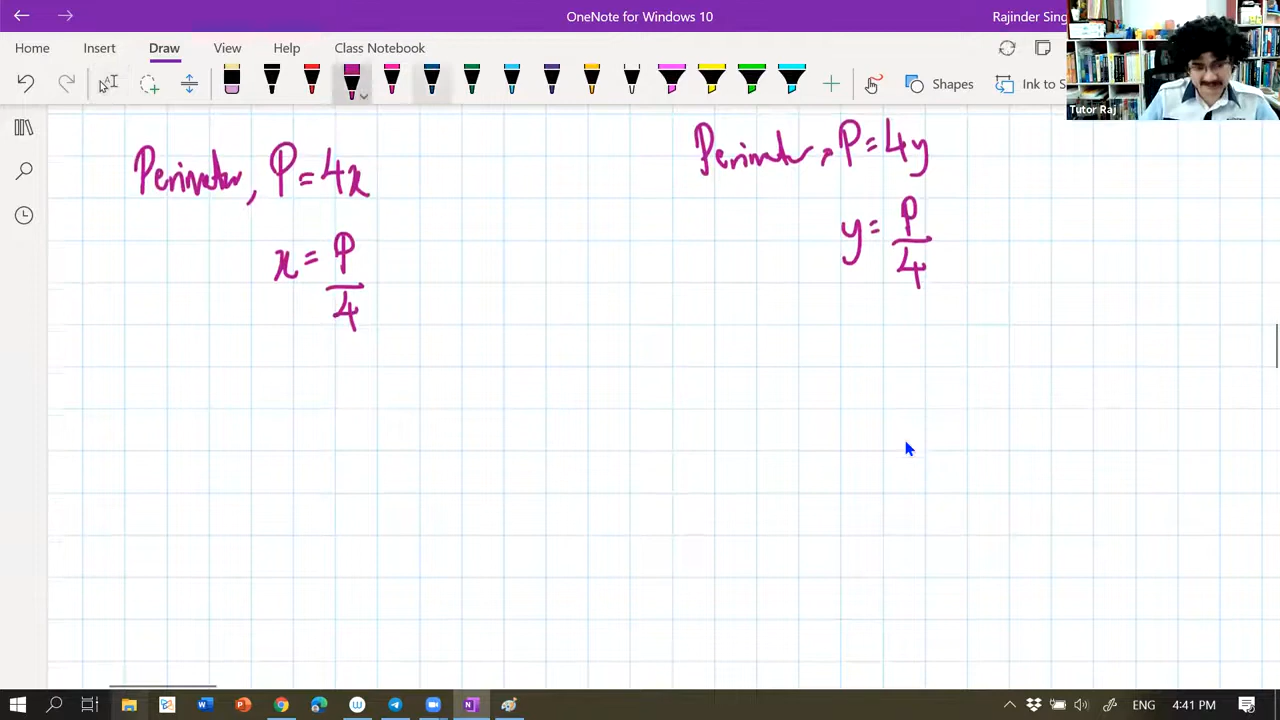 OneNote for Windows 10
Rajinder Sing
Home Insert Draw View Help Class Notebook
Shapes Ink to S
Tutor Raj
Perimeter, P = 4x
x = P/4
Perimeter, P = 4y
y = P/4
ENG 4:41 PM